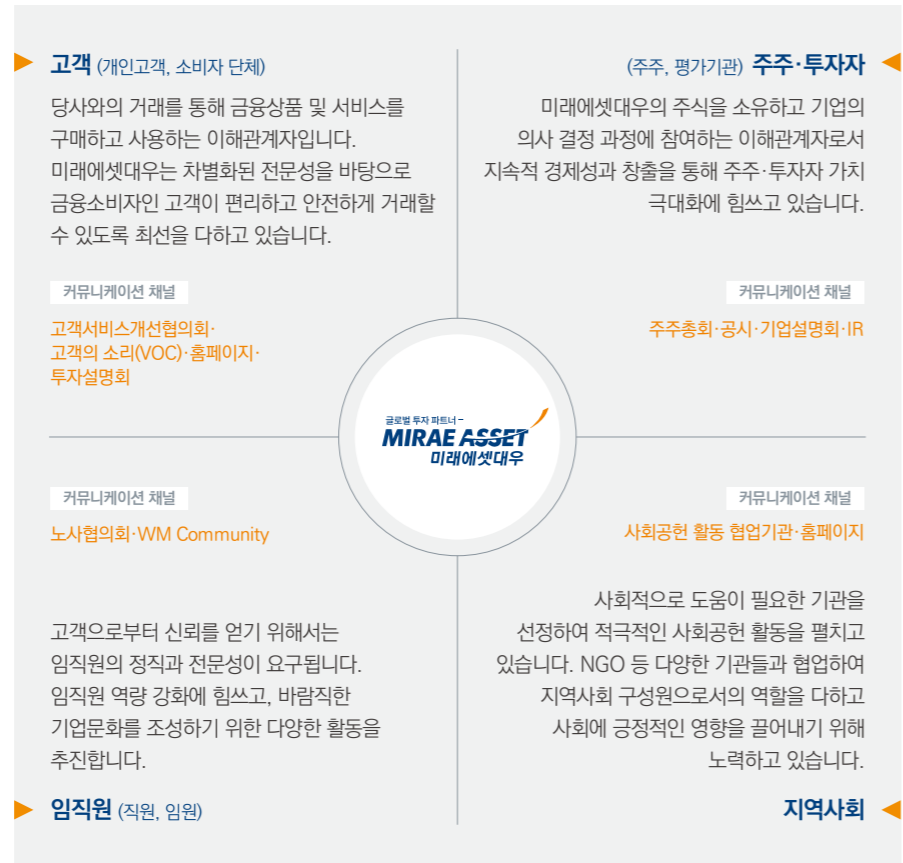 고객 (개인고객, 소비자 단체)
당사와의 거래를 통해 금융상품 및 서비스를
구매하고 사용하는 이해관계자입니다.
미래에셋대우는 차별화된 전문성을 바탕으로
금융소비자인 고객이 편리하고 안전하게 거래할
수 있도록 최선을 다하고 있습니다.
커뮤니케이션 채널
고객서비스개선협의회·
고객의 소리(VOC)·홈페이지·
투자설명회
(주주, 평가기관) 주주·투자자
미래에셋대우의 주식을 소유하고 기업의
의사 결정 과정에 참여하는 이해관계자로서
지속적 경제성과 창출을 통해 주주·투자자 가치
극대화에 힘쓰고 있습니다.
커뮤니케이션 채널
주주총회·공시·기업설명회·IR
글로벌 투자 파트너 –
MIRAE ASSET
미래에셋대우
커뮤니케이션 채널
노사협의회·WM Community
고객으로부터 신뢰를 얻기 위해서는
임직원의 정직과 전문성이 요구됩니다.
임직원 역량 강화에 힘쓰고, 바람직한
기업문화를 조성하기 위한 다양한 활동을
추진합니다.
임직원 (직원, 임원)
커뮤니케이션 채널
사회공헌 활동 협업기관·홈페이지
사회적으로 도움이 필요한 기관을
선정하여 적극적인 사회공헌 활동을 펼치고
있습니다. NGO 등 다양한 기관들과 협업하여
지역사회 구성원으로서의 역할을 다하고
사회에 긍정적인 영향을 끌어내기 위해
노력하고 있습니다.
지역사회